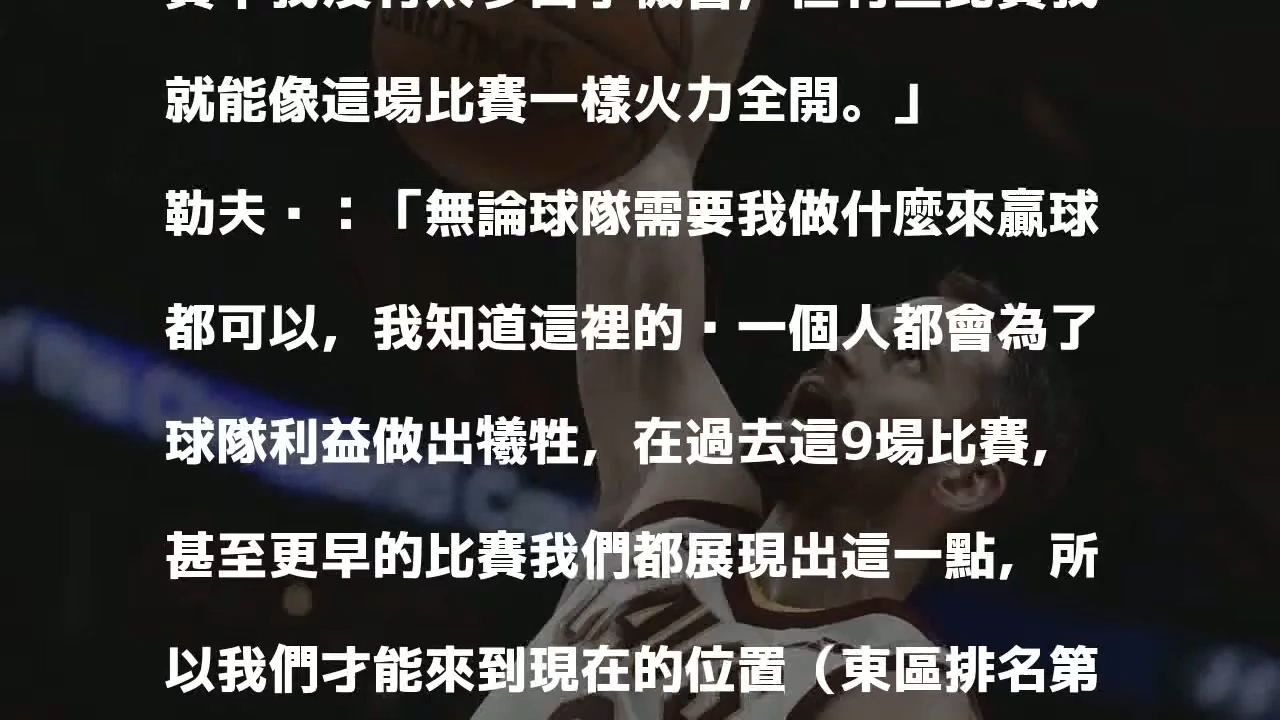 就能像這場比賽一樣火力全開。」
勒夫▪：「無論球隊需要我做什麼來贏球
都可以，我知道這裡的▪一個人都會為了
球隊利益做出犧牲，在過去這9場比賽，
甚至更早的比賽我們都展現出這一點，所
以我們才能來到現在的位置（東區排名第